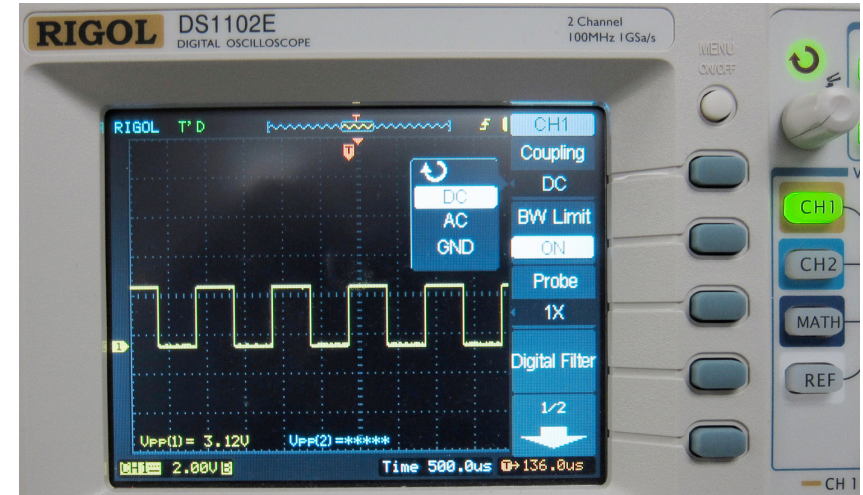 RIGOL DS1102E
DIGITAL OSCILLOSCOPE
2 Channel
100MHz 1GSa/s
MENU
ON/OFF
RIGOL T'D
T
T
CH1
Coupling
DC
DC
AC
GND
BW Limit
ON
Probe
1X
Digital Filter
1/2
1
Vpp(1)= 3.12V Vpp(2)=*****
CH1 2.00V B Time 500.0us T→136.0us
CH1
CH2
MATH
REF
CH 1